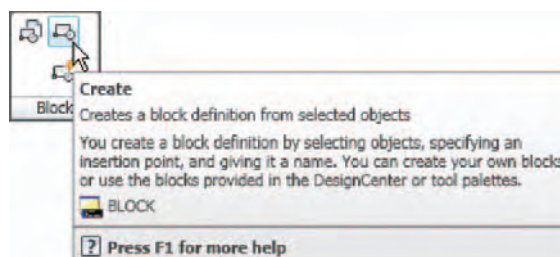 Create
Block
Creates a block definition from selected objects
You create a block definition by selecting objects, specifying an
insertion point, and giving it a name. You can create your own blocks
or use the blocks provided in the DesignCenter or tool palettes.
BLOCK
? Press F1 for more help